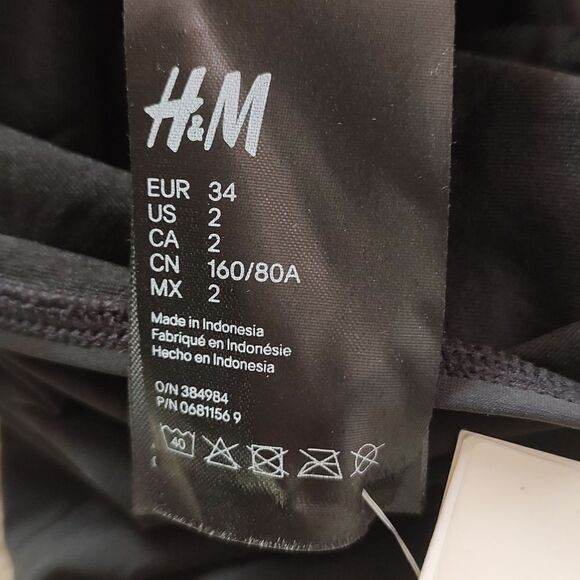 H&M
EUR 34
US 2
CA 2
CN 160/80A
MX 2
Made in Indonesia
Fabriqué en Indonésie
Hecho en Indonesia
O/N 384984
P/N 0681156 9
40